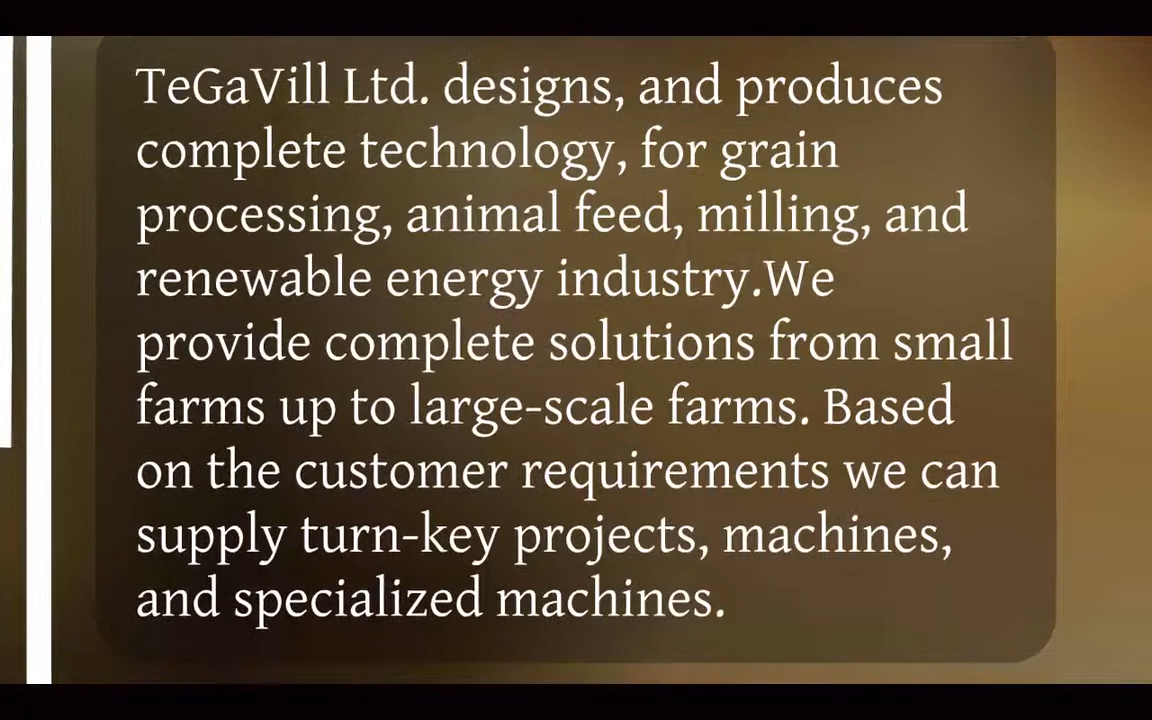 TeGaVill Ltd. designs, and produces
complete technology, for grain
processing, animal feed, milling, and
renewable energy industry.We
provide complete solutions from small
farms up to large-scale farms. Based
on the customer requirements we can
supply turn-key projects, machines,
and specialized machines.